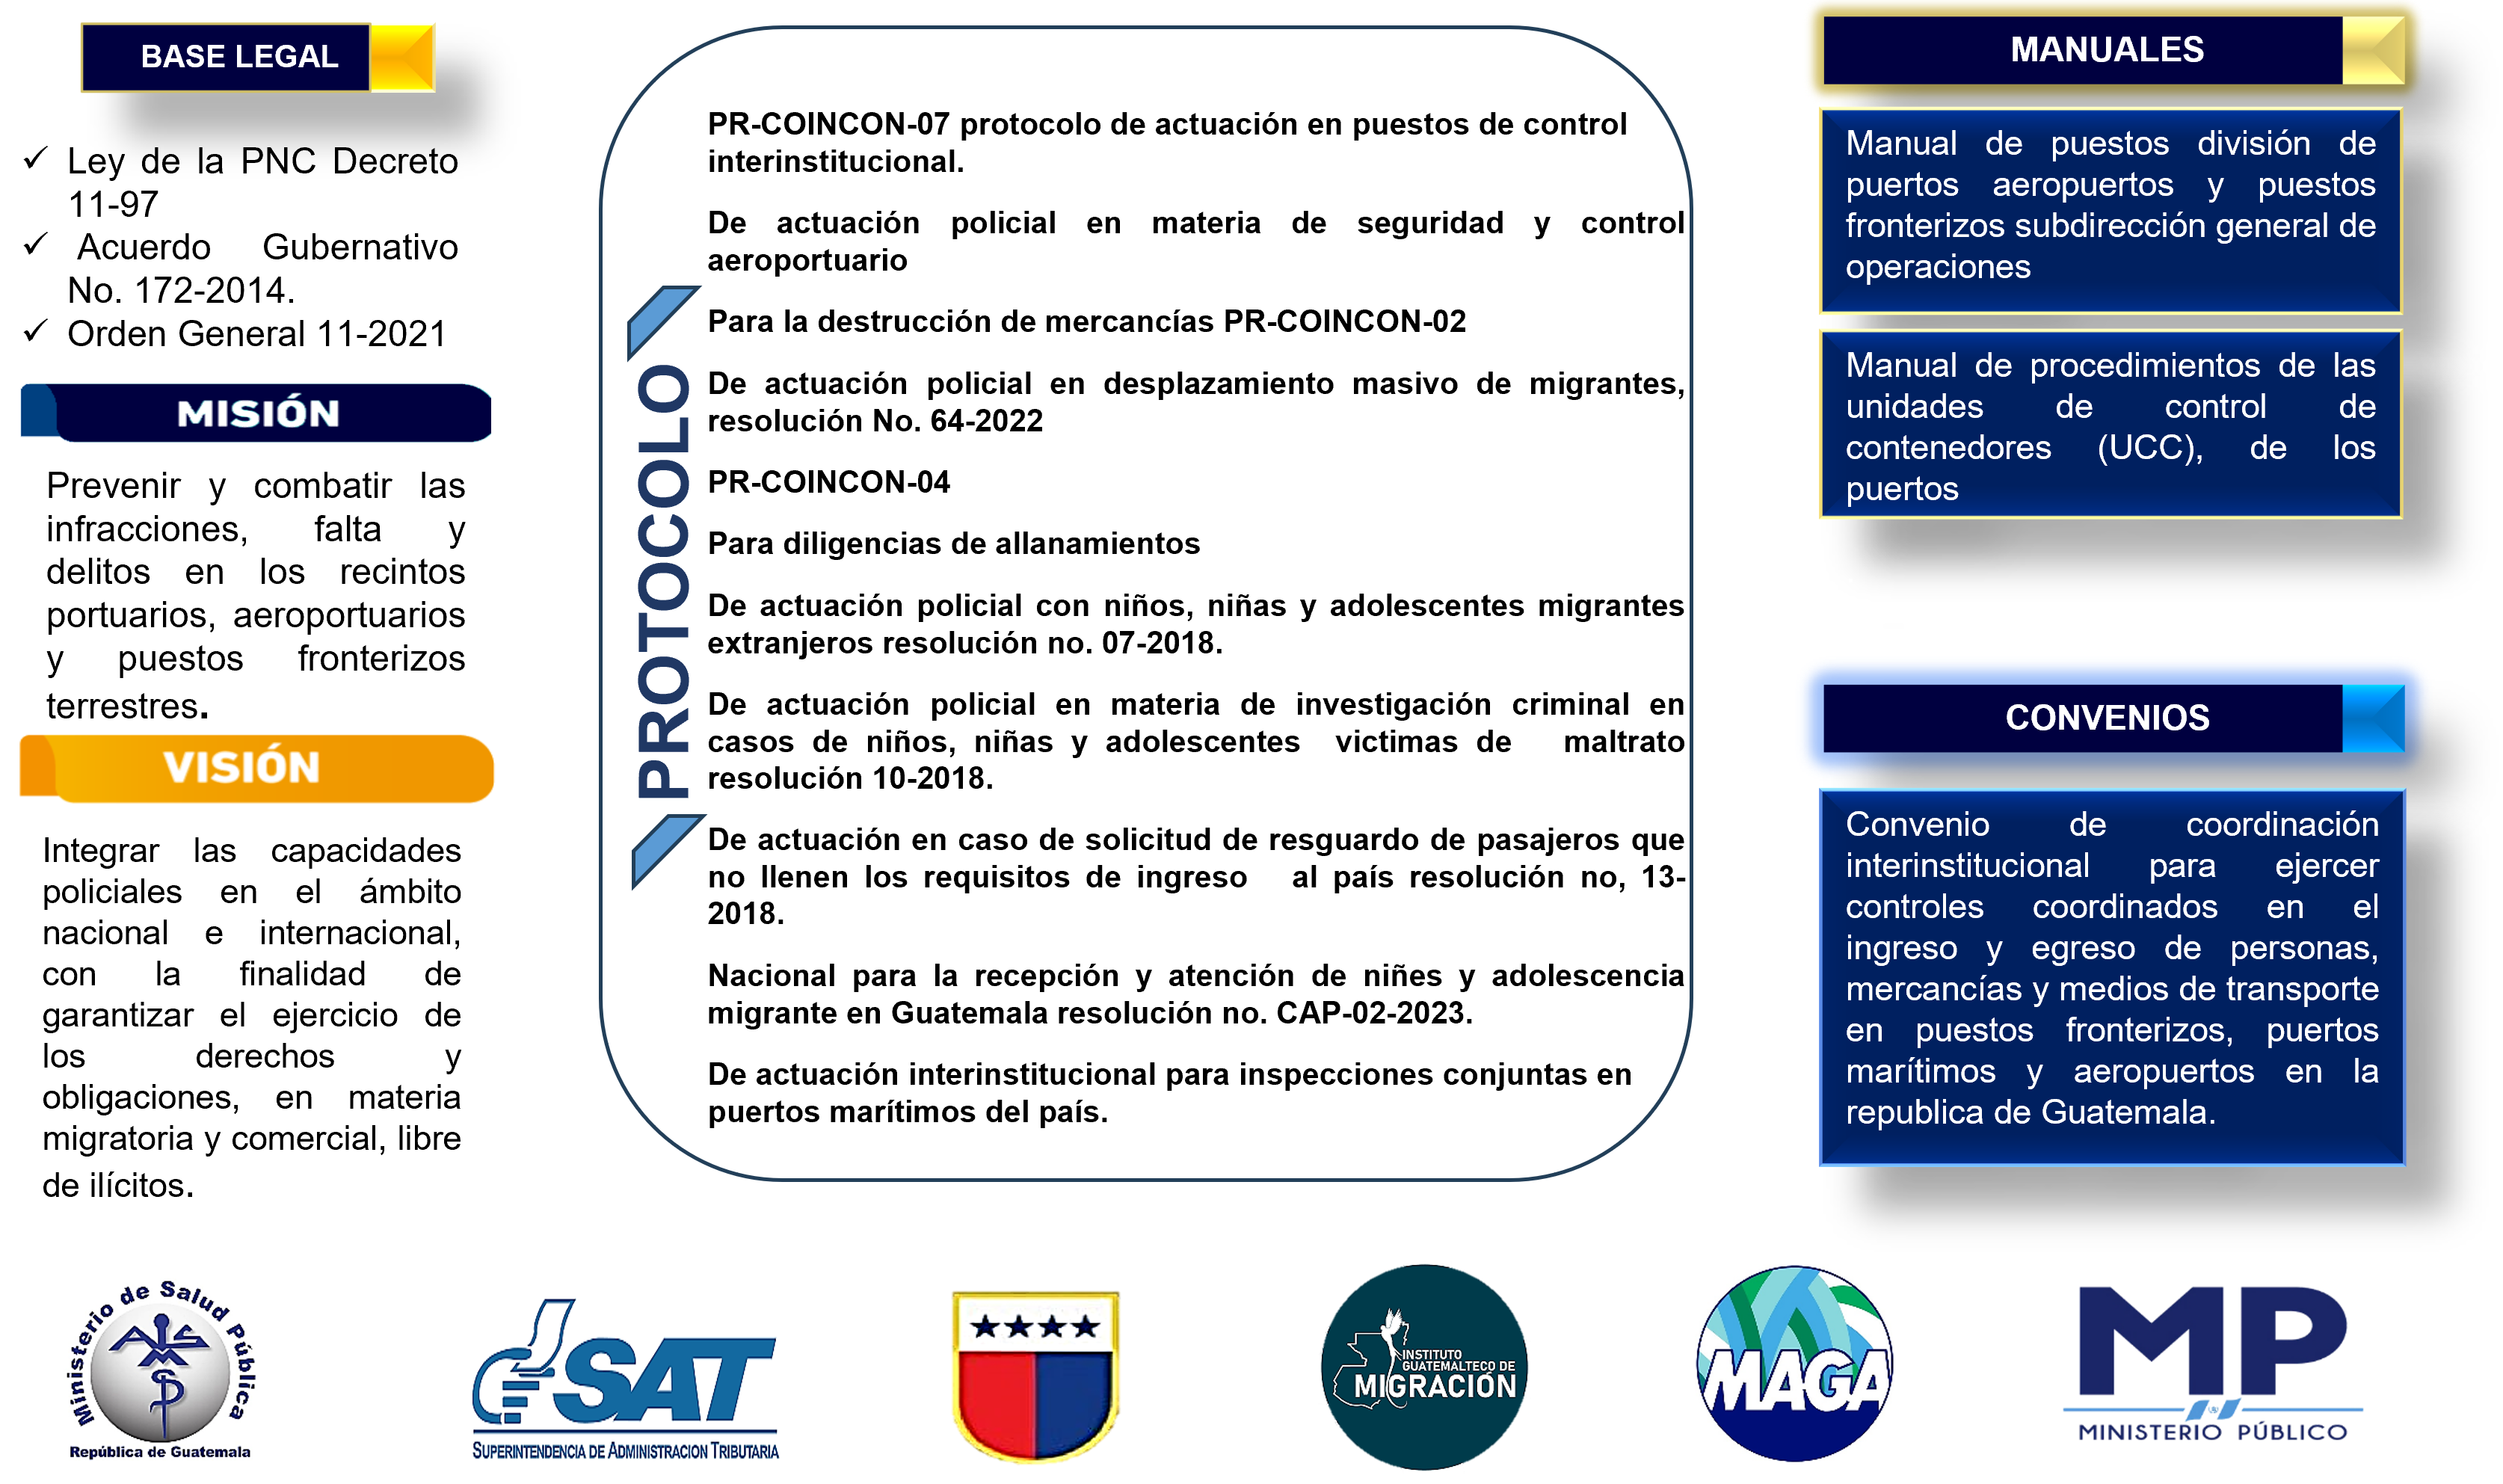 BASE LEGAL
Ley de la PNC Decreto
11-97
Acuerdo Gubernativo
No. 172-2014.
Orden General 11-2021
MISIÓN
Prevenir y combatir las
infracciones, falta y
delitos en los recintos
portuarios, aeroportuarios
y puestos fronterizos
terrestres.
VISIÓN
Integrar las capacidades
policiales en el ámbito
nacional e internacional,
con la finalidad de
garantizar el ejercicio de
los derechos y
obligaciones, en materia
migratoria y comercial, libre
de ilícitos.
PROTOCOLO
PR-COINCON-07 protocolo de actuación en puestos de control
interinstitucional.
De actuación policial en materia de seguridad y control
aeroportuario
Para la destrucción de mercancías PR-COINCON-02
De actuación policial en desplazamiento masivo de migrantes,
resolución No. 64-2022
PR-COINCON-04
Para diligencias de allanamientos
De actuación policial con niños, niñas y adolescentes migrantes
extranjeros resolución no. 07-2018.
De actuación policial en materia de investigación criminal en
casos de niños, niñas y adolescentes victimas de maltrato
resolución 10-2018.
De actuación en caso de solicitud de resguardo de pasajeros que
no llenen los requisitos de ingreso al país resolución no, 13-
2018.
Nacional para la recepción y atención de niñes y adolescencia
migrante en Guatemala resolución no. CAP-02-2023.
De actuación interinstitucional para inspecciones conjuntas en
puertos marítimos del país.
MANUALES
Manual de puestos división de
puertos aeropuertos y puestos
fronterizos subdirección general de
operaciones
Manual de procedimientos de las
unidades de control de
contenedores (UCC), de los
puertos
CONVENIOS
Convenio de coordinación
interinstitucional para ejercer
controles coordinados en el
ingreso y egreso de personas,
mercancías y medios de transporte
en puestos fronterizos, puertos
marítimos y aeropuertos en la
republica de Guatemala.
Ministerio de Salud Pública
República de Guatemala
SAT
SUPERINTENDENCIA DE ADMINISTRACION TRIBUTARIA
INSTITUTO
GUATEMALTECO DE
MIGRACIÓN
MAGA
MP
MINISTERIO PÚBLICO